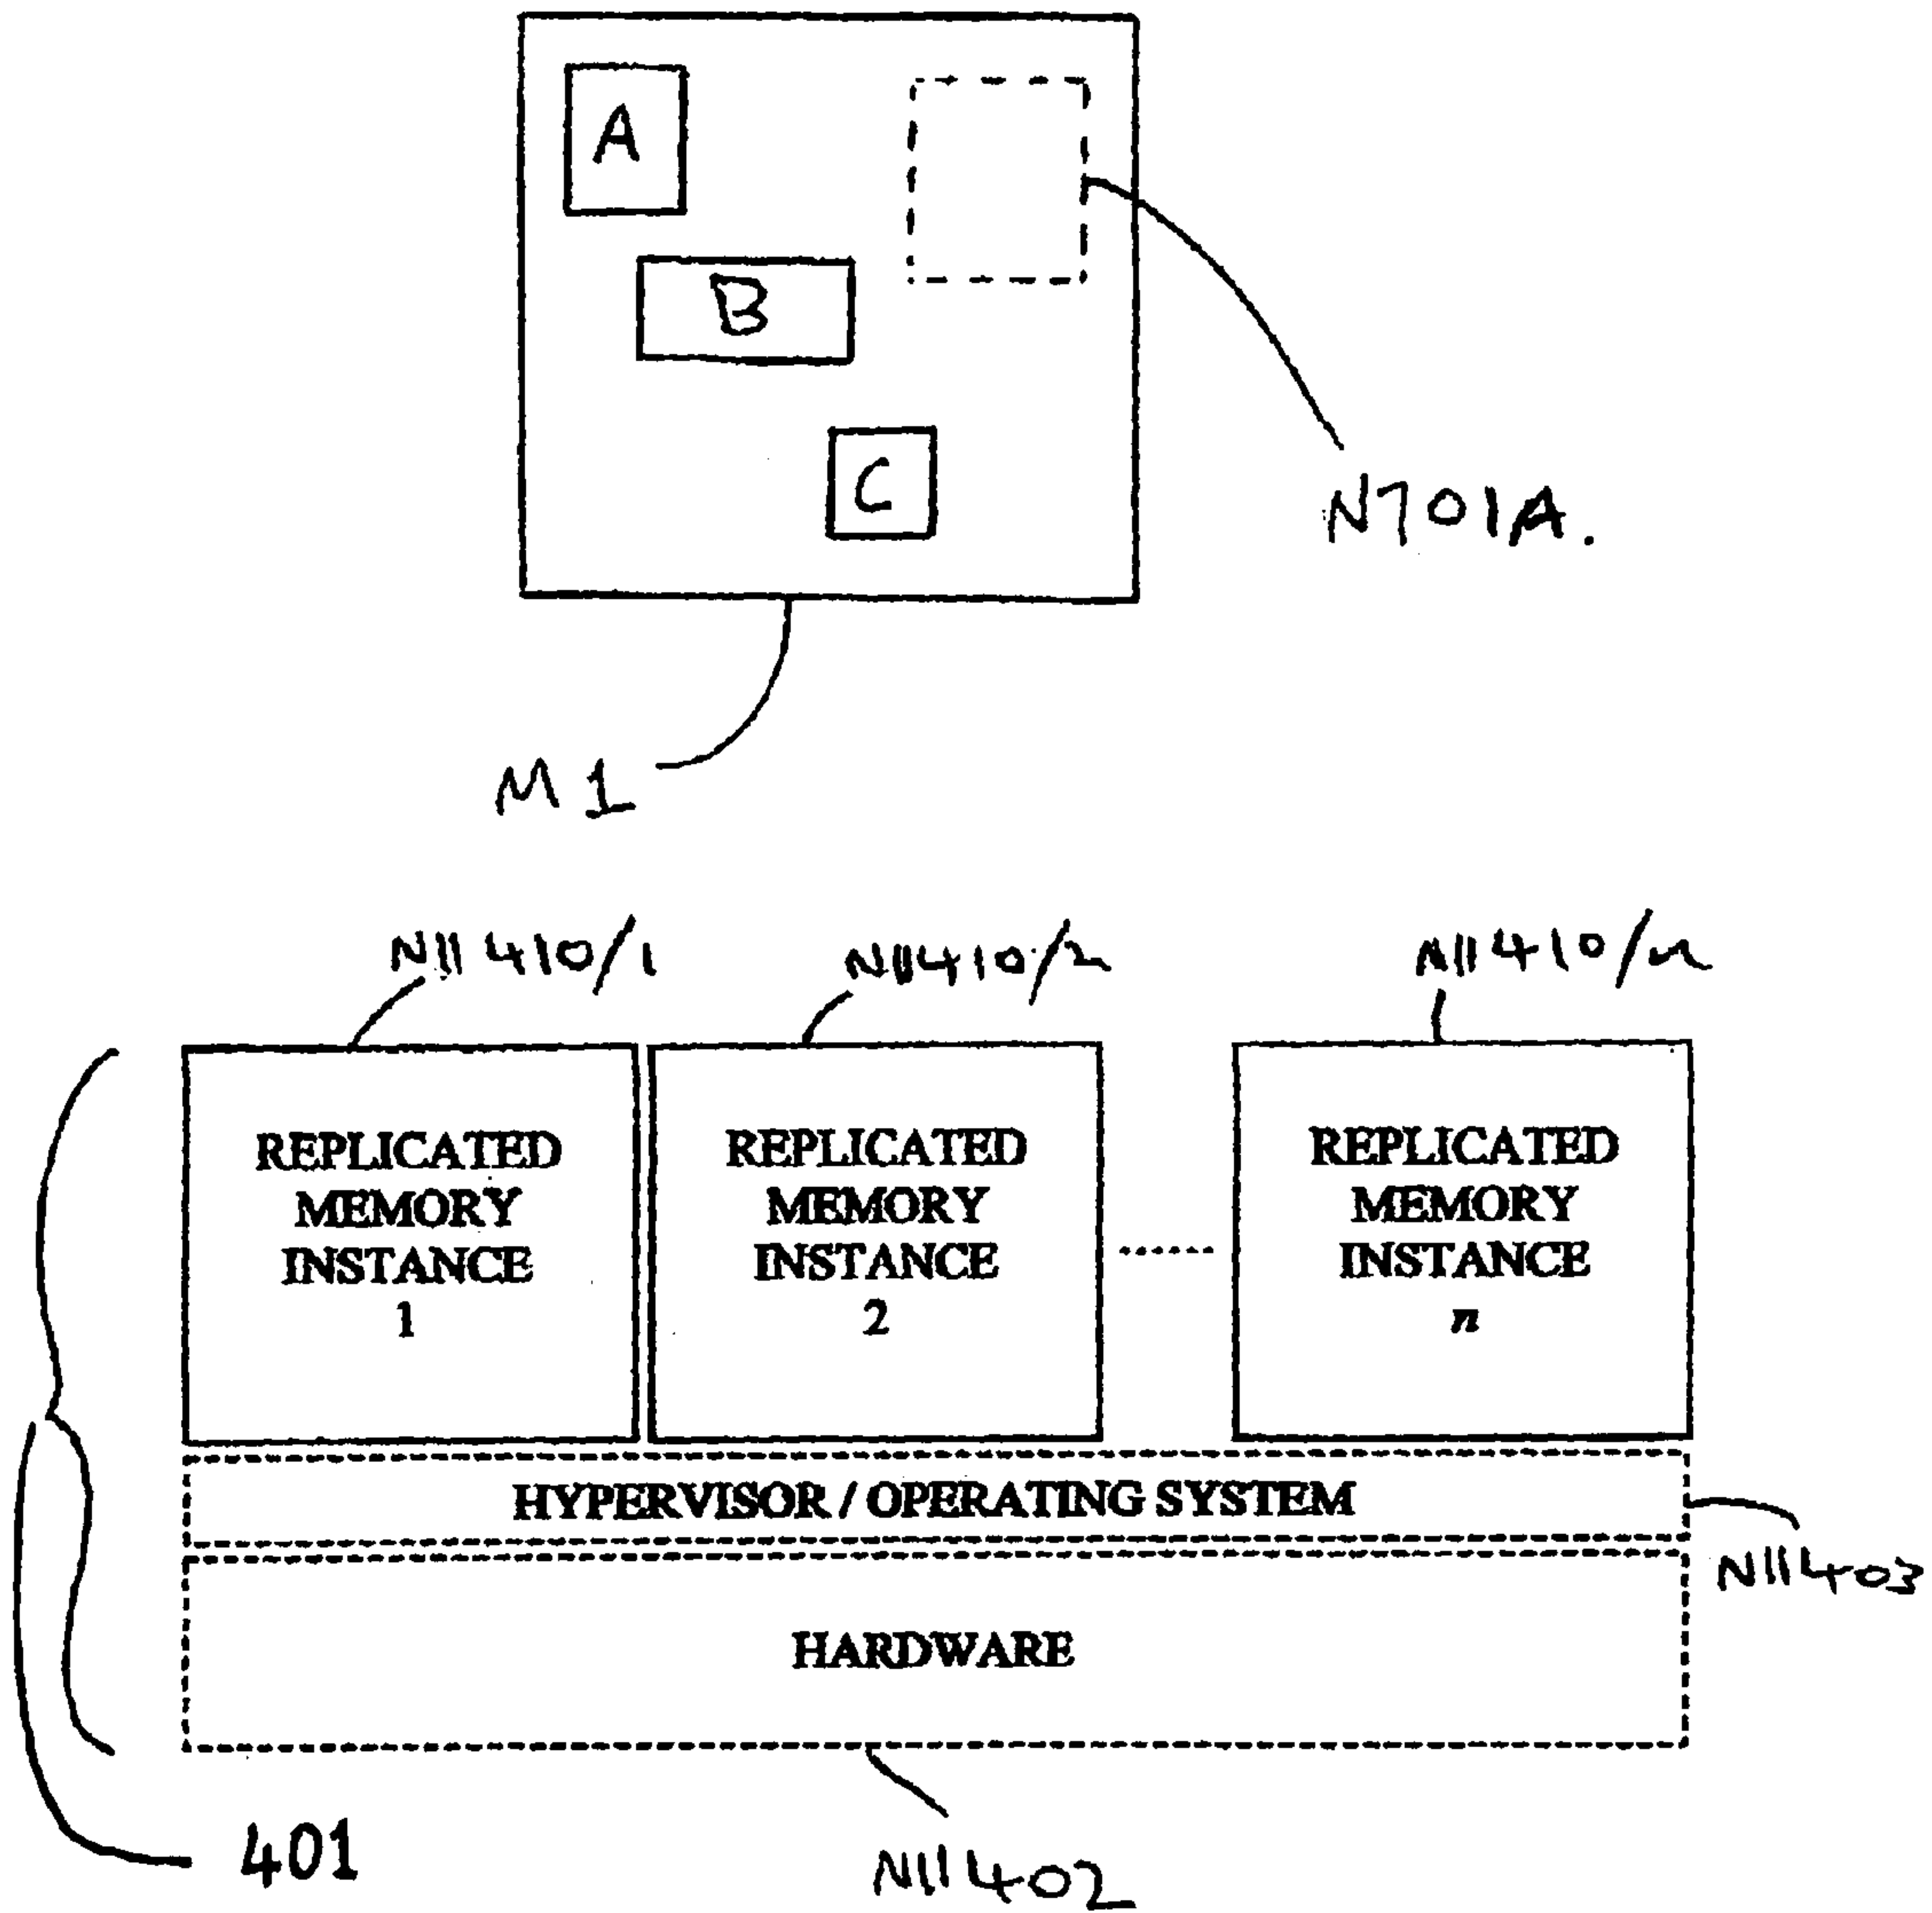 A
B
C
N701A.
M1
N11410/1
N11410/2
N11410/n
REPLICATED
MEMORY
INSTANCE
1
REPLICATED
MEMORY
INSTANCE
2
......
REPLICATED
MEMORY
INSTANCE
n
HYPERVISOR / OPERATING SYSTEM
N11403
HARDWARE
401
N11402